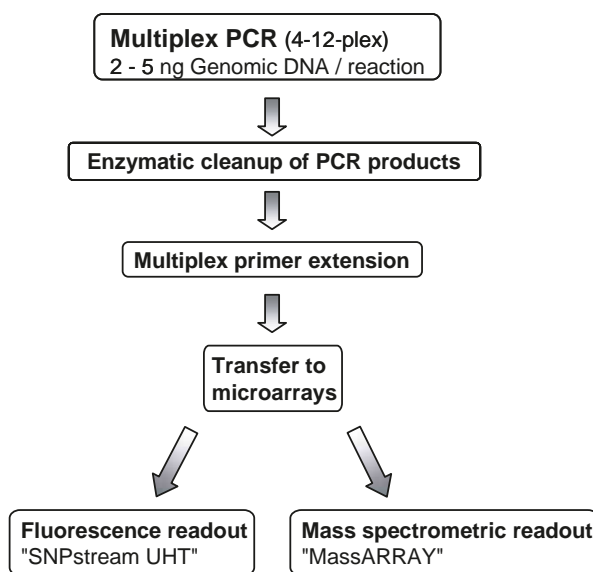 Multiplex PCR (4-12-plex)
2 - 5 ng Genomic DNA / reaction
Enzymatic cleanup of PCR products
Multiplex primer extension
Transfer to
microarrays
Fluorescence readout
"SNPstream UHT"
Mass spectrometric readout
"MassARRAY"